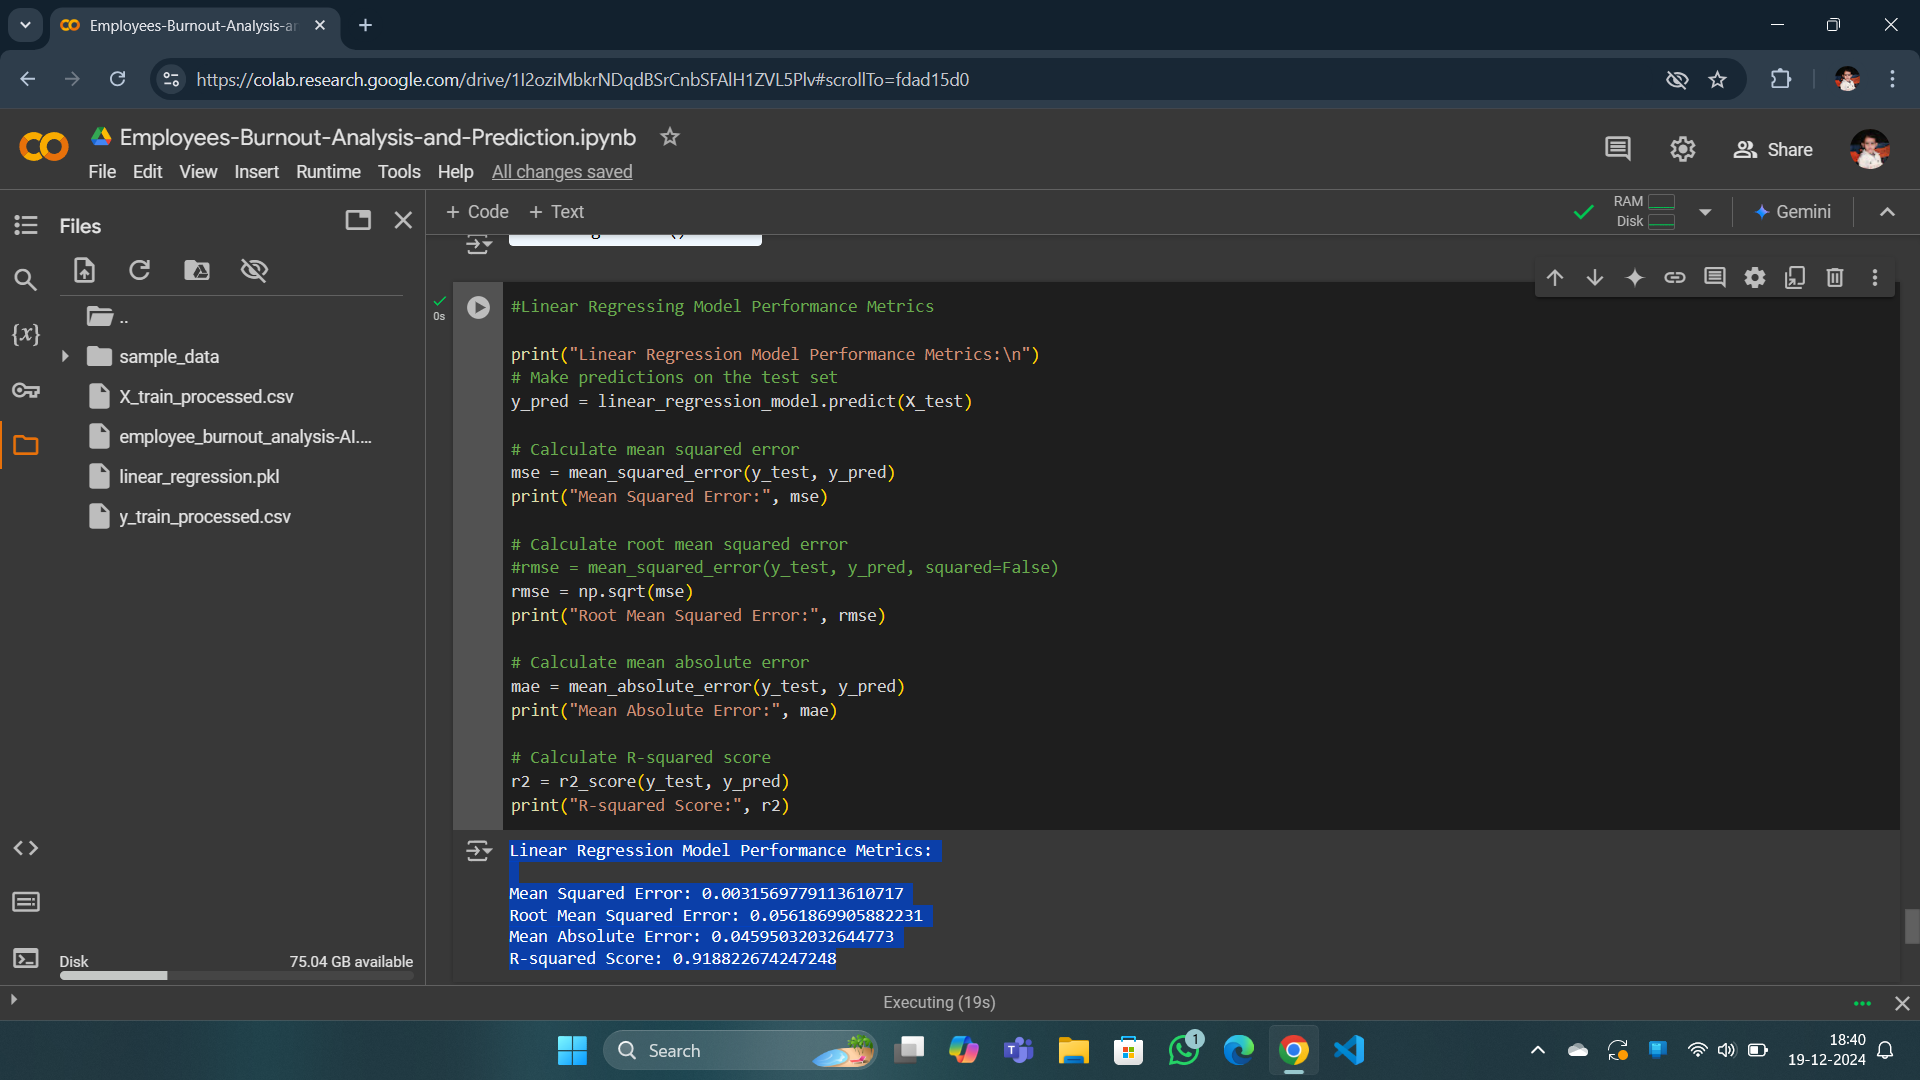 Employees-Burnout-Analysis-an
https://colab.research.google.com/drive/1I2oziMbkrNDqdBSrCnbSFAlH1ZVL5Plv#scrollTo=fdad15d0
Employees-Burnout-Analysis-and-Prediction.ipynb
File Edit View Insert Runtime Tools Help All changes saved
Share
Files
+ Code + Text
RAM
Disk
Gemini
..
sample_data
X_train_processed.csv
employee_burnout_analysis-AI....
linear_regression.pkl
y_train_processed.csv
{x}
0s
#Linear Regressing Model Performance Metrics
print("Linear Regression Model Performance Metrics:\n")
# Make predictions on the test set
y_pred = linear_regression_model.predict(X_test)
# Calculate mean squared error
mse = mean_squared_error(y_test, y_pred)
print("Mean Squared Error:", mse)
# Calculate root mean squared error
#rmse = mean_squared_error(y_test, y_pred, squared=False)
rmse = np.sqrt(mse)
print("Root Mean Squared Error:", rmse)
# Calculate mean absolute error
mae = mean_absolute_error(y_test, y_pred)
print("Mean Absolute Error:", mae)
# Calculate R-squared score
r2 = r2_score(y_test, y_pred)
print("R-squared Score:", r2)
Linear Regression Model Performance Metrics:
Mean Squared Error: 0.0031569779113610717
Root Mean Squared Error: 0.0561869905882231
Mean Absolute Error: 0.04595032032644773
R-squared Score: 0.918822674247248
Disk 75.04 GB available
Executing (19s)
Search
1
18:40
19-12-2024